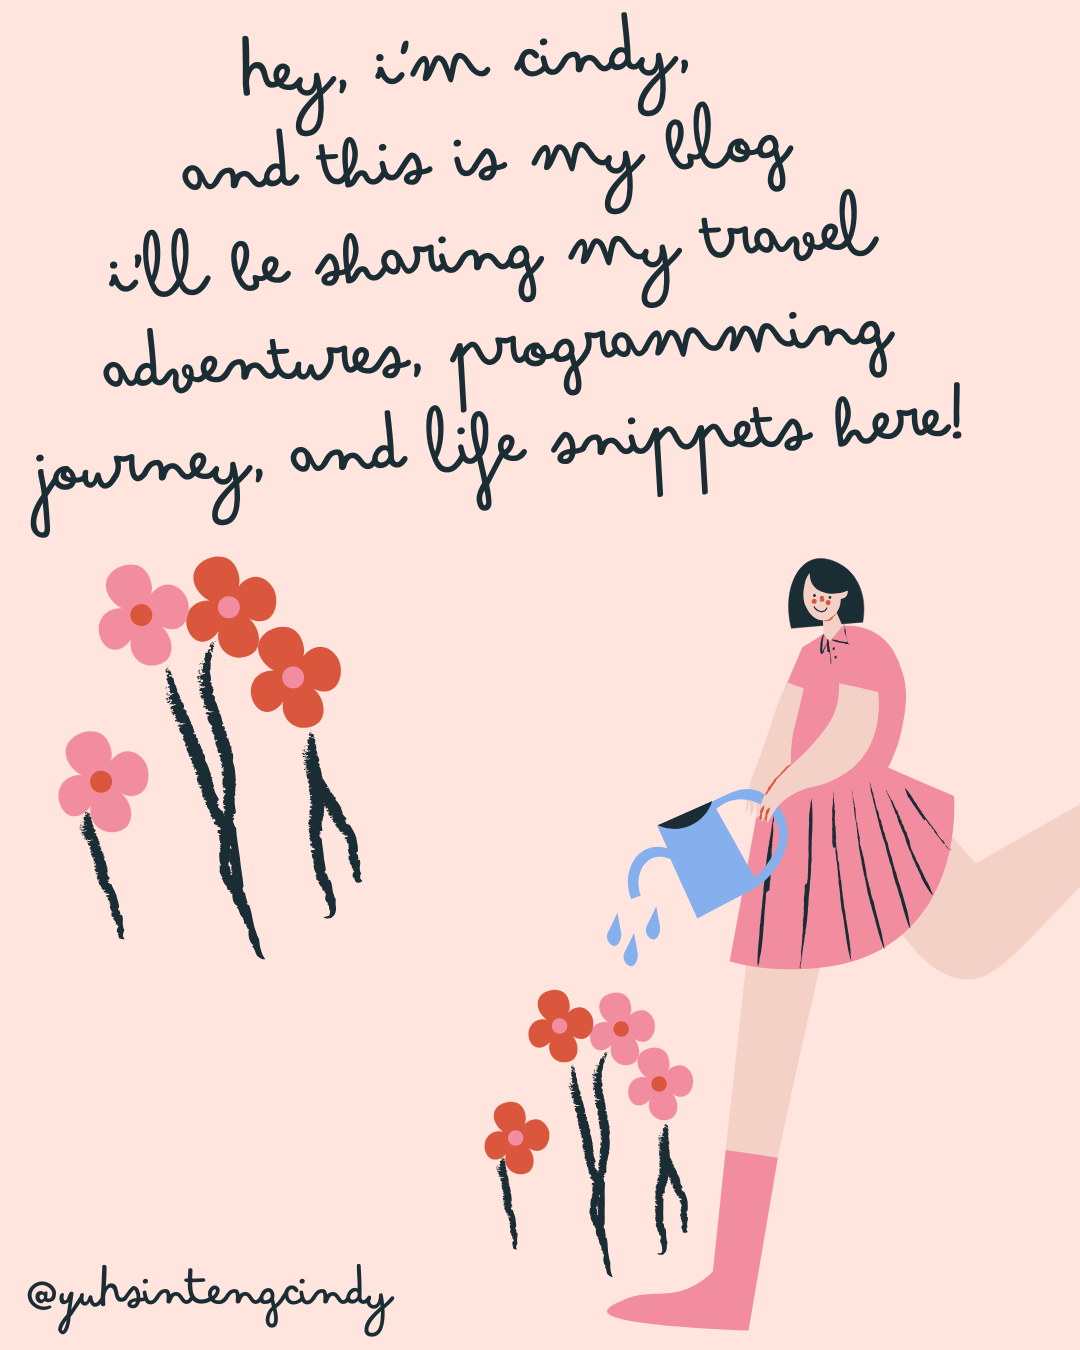 hey, i'm cindy,
and this is my blog
i'll be sharing my travel
adventures, programming
journey, and life snippets here!
@yuhsintengcindy